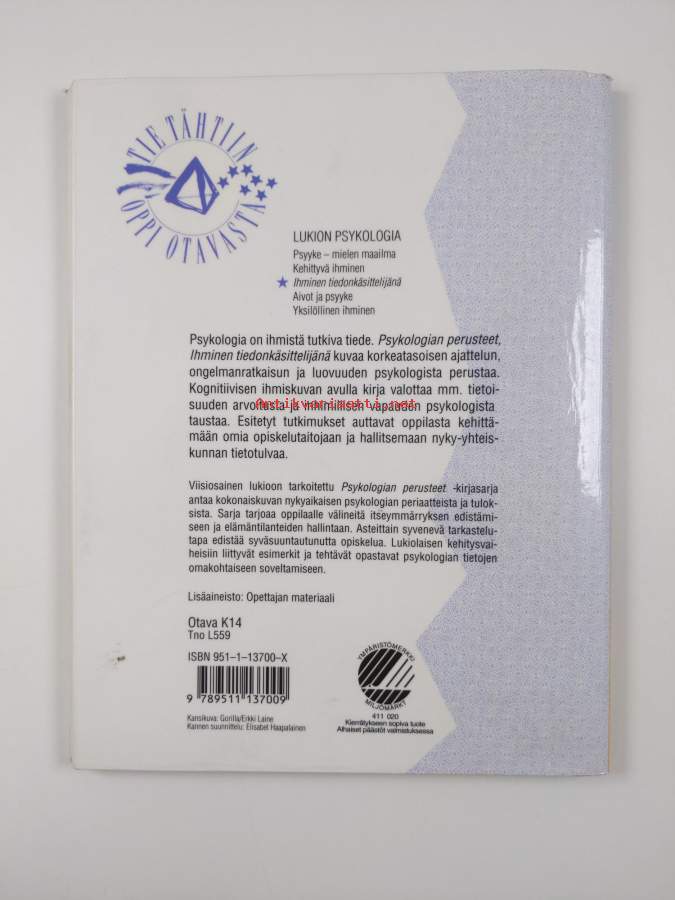 TIE TÄHTIIN
OPPI OTAVASTA
LUKION PSYKOLOGIA
Psyyke – mielen maailma
Kehittyvä ihminen
Ihminen tiedonkäsittelijänä
Aivot ja psyyke
Yksilöllinen ihminen
Psykologia on ihmistä tutkiva tiede. Psykologian perusteet,
Ihminen tiedonkäsittelijänä kuvaa korkeatasoisen ajattelun,
ongelmanratkaisun ja luovuuden psykologista perustaa.
Kognitiivisen ihmiskuvan avulla kirja valottaa mm. tietoi-
Antikvariaatti.net
suuden arvoitusta ja inhimillisen vapauden psykologista
taustaa. Esitetyt tutkimukset auttavat oppilasta kehittä-
mään omia opiskelutaitojaan ja hallitsemaan nyky-yhteis-
kunnan tietotulvaa.
Viisiosainen lukioon tarkoitettu Psykologian perusteet -kirjasarja
antaa kokonaiskuvan nykyaikaisen psykologian periaatteista ja tulok-
sista. Sarja tarjoaa oppilaalle välineitä itseymmärryksen edistämi-
seen ja elämäntilanteiden hallintaan. Asteittain syvenevä tarkastelu-
tapa edistää syväsuuntautunutta opiskelua. Lukiolaisen kehitysvai-
heisiin liittyvät esimerkit ja tehtävät opastavat psykologian tietojen
omakohtaiseen soveltamiseen.
Lisäaineisto: Opettajan materiaali
Otava K14
Tno L559
ISBN 951–1–13700–X
9 789511 137009
Kansikuva: Gorilla/Erkki Laine
Kannen suunnittelu: Elisabet Haapalainen
YMPÄRISTÖMERKKI
MILJÖMÄRKT
411 020
Kierrätykseen sopiva tuote
Alhaiset päästöt valmistuksessa